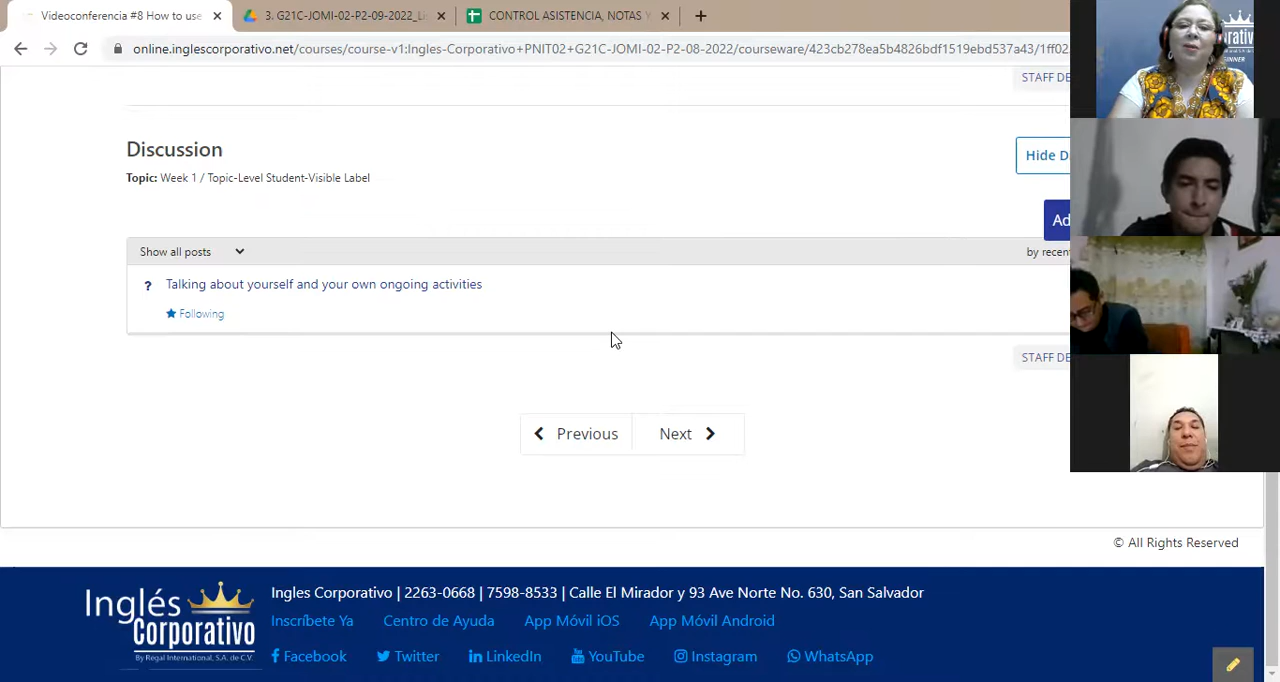 Videoconferencia #8 How to use
3. G21C-JOMI-02-P2-09-2022_Li
CONTROL ASISTENCIA, NOTAS Y
online.inglescorporativo.net/courses/course-v1:Ingles-Corporativo+PNIT02+G21C-JOMI-02-P2-08-2022/courseware/423cb278ea5b4826bdf1519ebd537a43/1ff02
STAFF DE
Discussion
Hide D
Topic: Week 1 / Topic-Level Student-Visible Label
Ad
Show all posts
by recent
? Talking about yourself and your own ongoing activities
Following
STAFF DE
Previous
Next
© All Rights Reserved
Inglés Corporativo
By Regal International, S.A. de C.V.
Ingles Corporativo | 2263-0668 | 7598-8533 | Calle El Mirador y 93 Ave Norte No. 630, San Salvador
Inscríbete Ya
Centro de Ayuda
App Móvil iOS
App Móvil Android
Facebook
Twitter
LinkedIn
YouTube
Instagram
WhatsApp